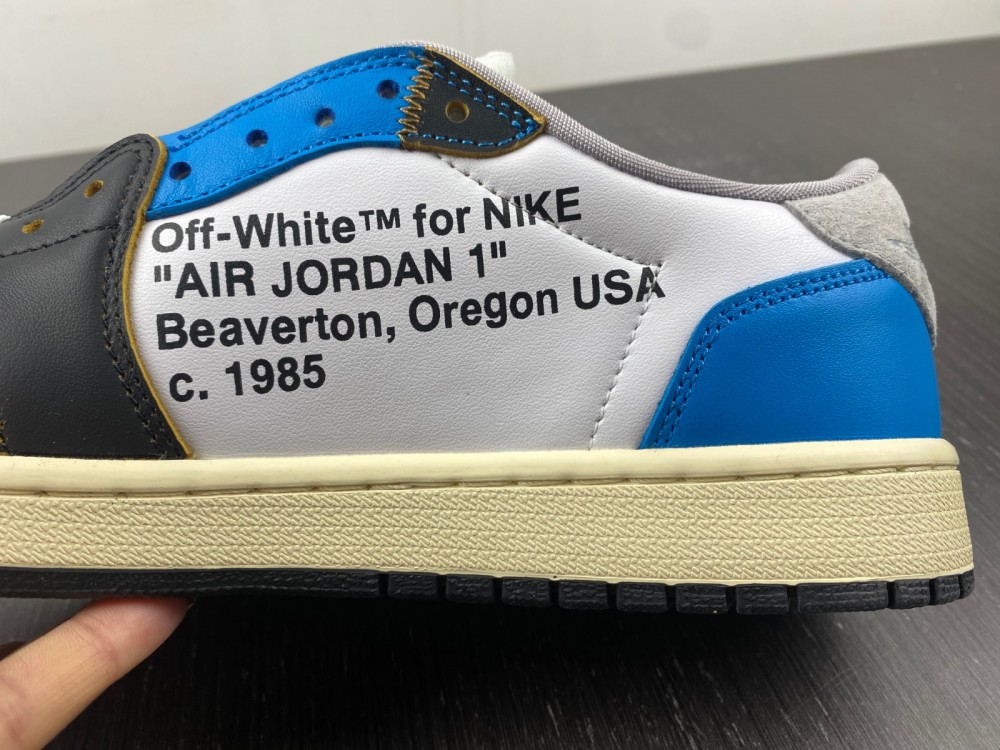 Off-White™ for NIKE
"AIR JORDAN 1"
Beaverton, Oregon USA
c. 1985